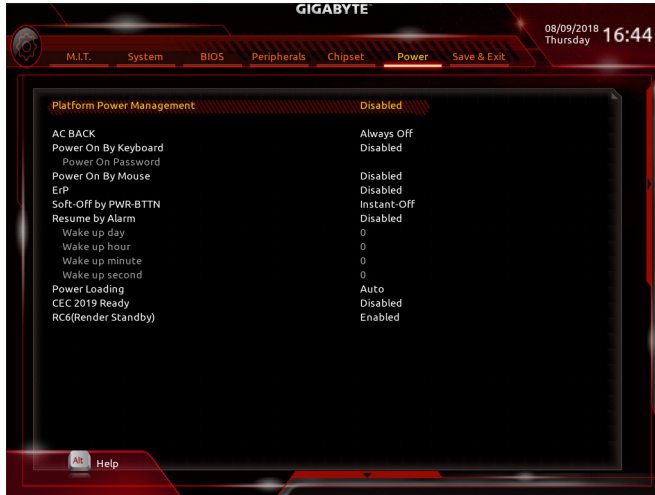 GIGABYTE™
08/09/2018 Thursday 16:44
M.I.T. System BIOS Peripherals Chipset Power Save & Exit
Platform Power Management Disabled
AC BACK Always Off
Power On By Keyboard Disabled
Power On Password
Power On By Mouse Disabled
ErP Disabled
Soft-Off by PWR-BTTN Instant-Off
Resume by Alarm Disabled
Wake up day 0
Wake up hour 0
Wake up minute 0
Wake up second 0
Power Loading Auto
CEC 2019 Ready Disabled
RC6(Render Standby) Enabled
Alt Help